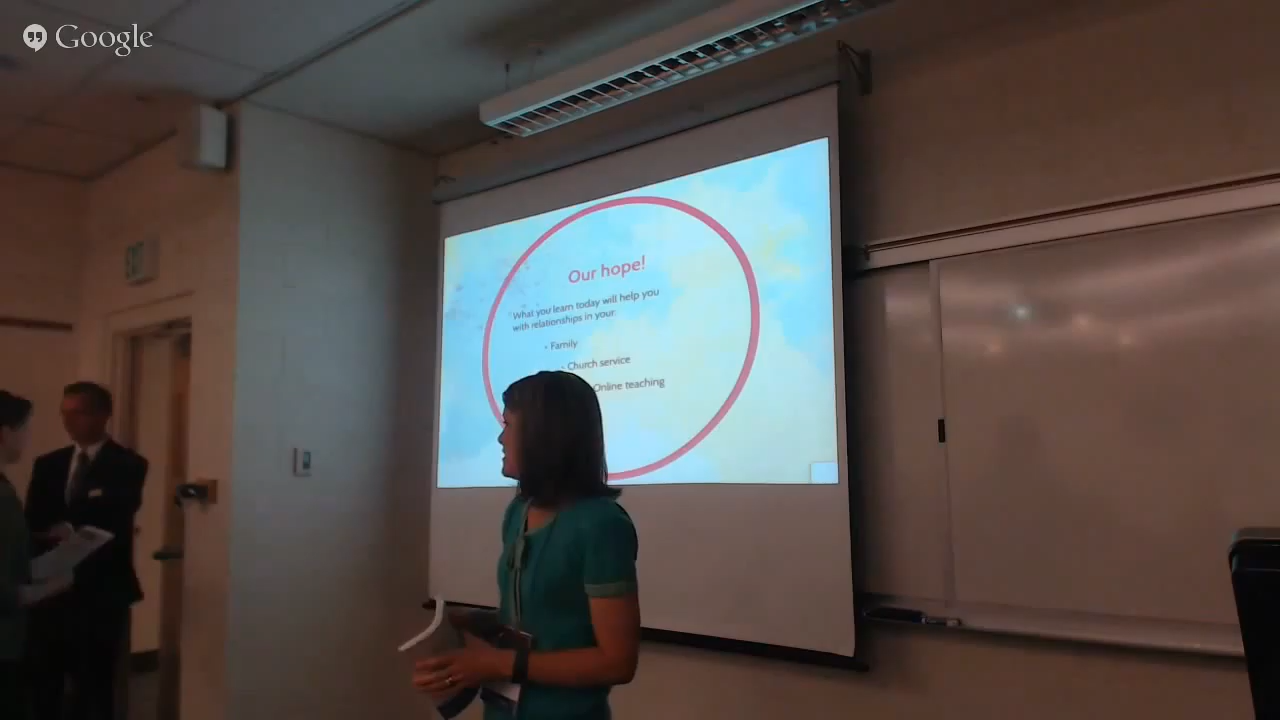 Google
Our hope!
What you learn today will help you
with relationships in your
- Family
- Church service
Online teaching